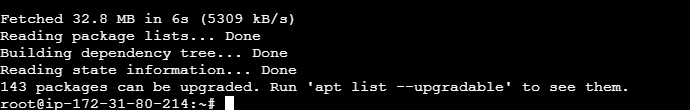 Fetched 32.8 MB in 6s (5309 kB/s)
Reading package lists... Done
Building dependency tree... Done
Reading state information... Done
143 packages can be upgraded. Run 'apt list --upgradable' to see them.
root@ip-172-31-80-214:~#